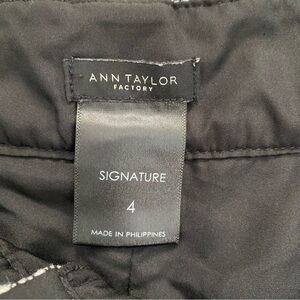 ANN TAYLOR
FACTORY
SIGNATURE
4
MADE IN PHILIPPINES